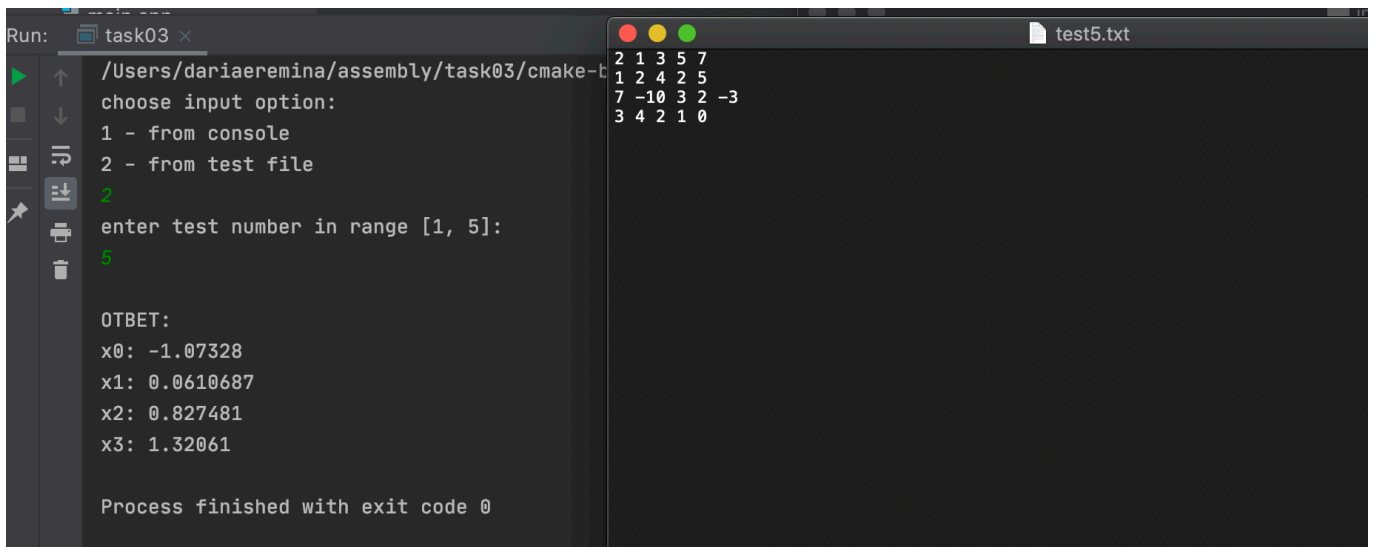 Run: task03
/Users/dariaeremina/assembly/task03/cmake-b
choose input option:
1 - from console
2 - from test file
2
enter test number in range [1, 5]:
5
ОТВЕТ:
x0: -1.07328
x1: 0.0610687
x2: 0.827481
x3: 1.32061
Process finished with exit code 0
test5.txt
2 1 3 5 7
1 2 4 2 5
7 -10 3 2 -3
3 4 2 1 0